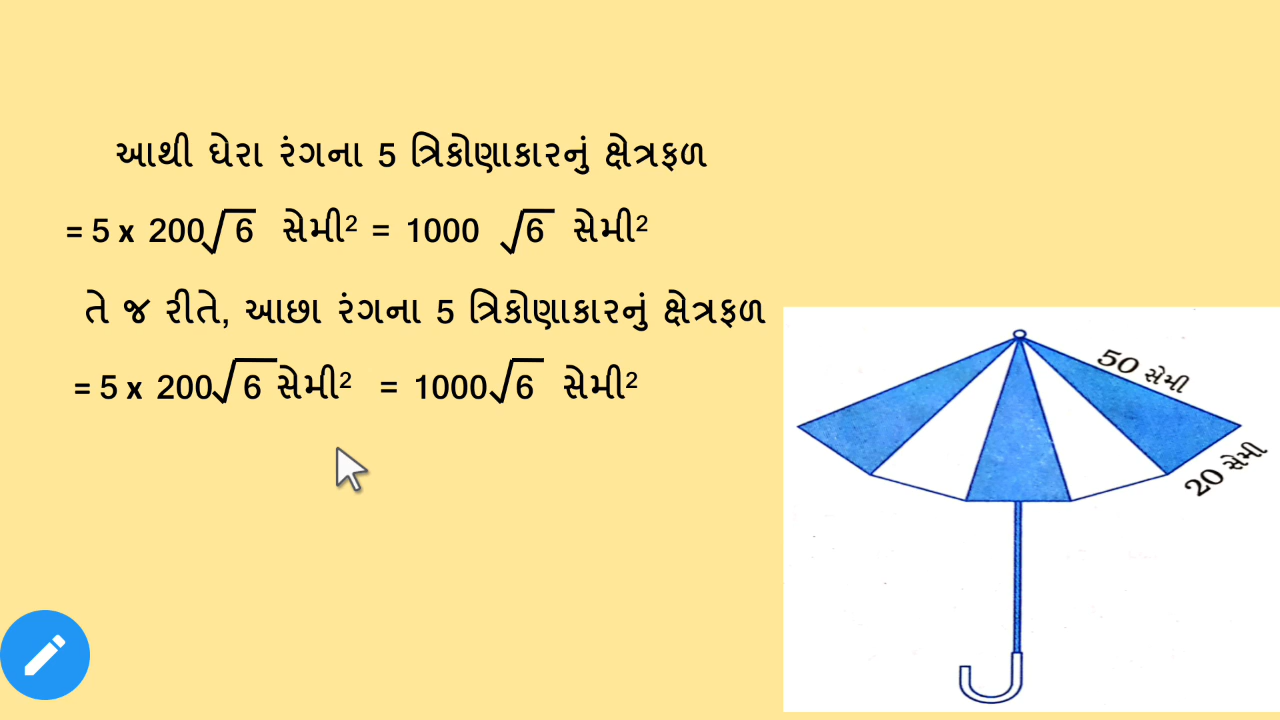 આથી ઘેરા રંગના 5 ત્રિકોણાકારનું ક્ષેત્રફળ
= 5 x 200√6 સેમી² = 1000 √6 સેમી²
તે જ રીતે, આછા રંગના 5 ત્રિકોણાકારનું ક્ષેત્રફળ
= 5 x 200√6 સેમી² = 1000√6 સેમી²
50 સેમી
20 સેમી